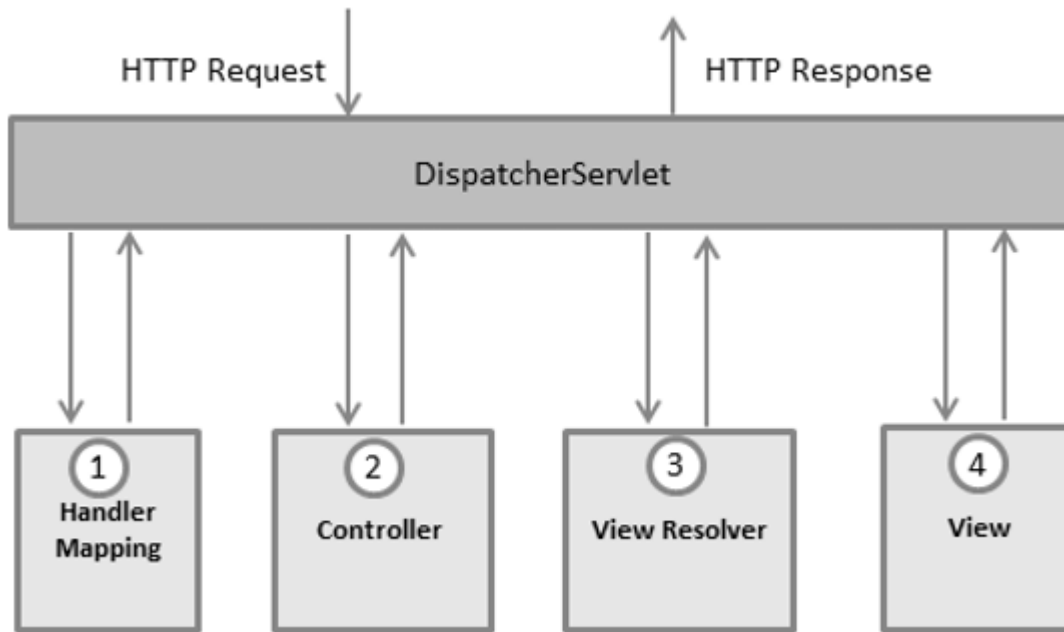 HTTP Request
HTTP Response
DispatcherServlet
1
Handler
Mapping
2
Controller
3
View Resolver
4
View